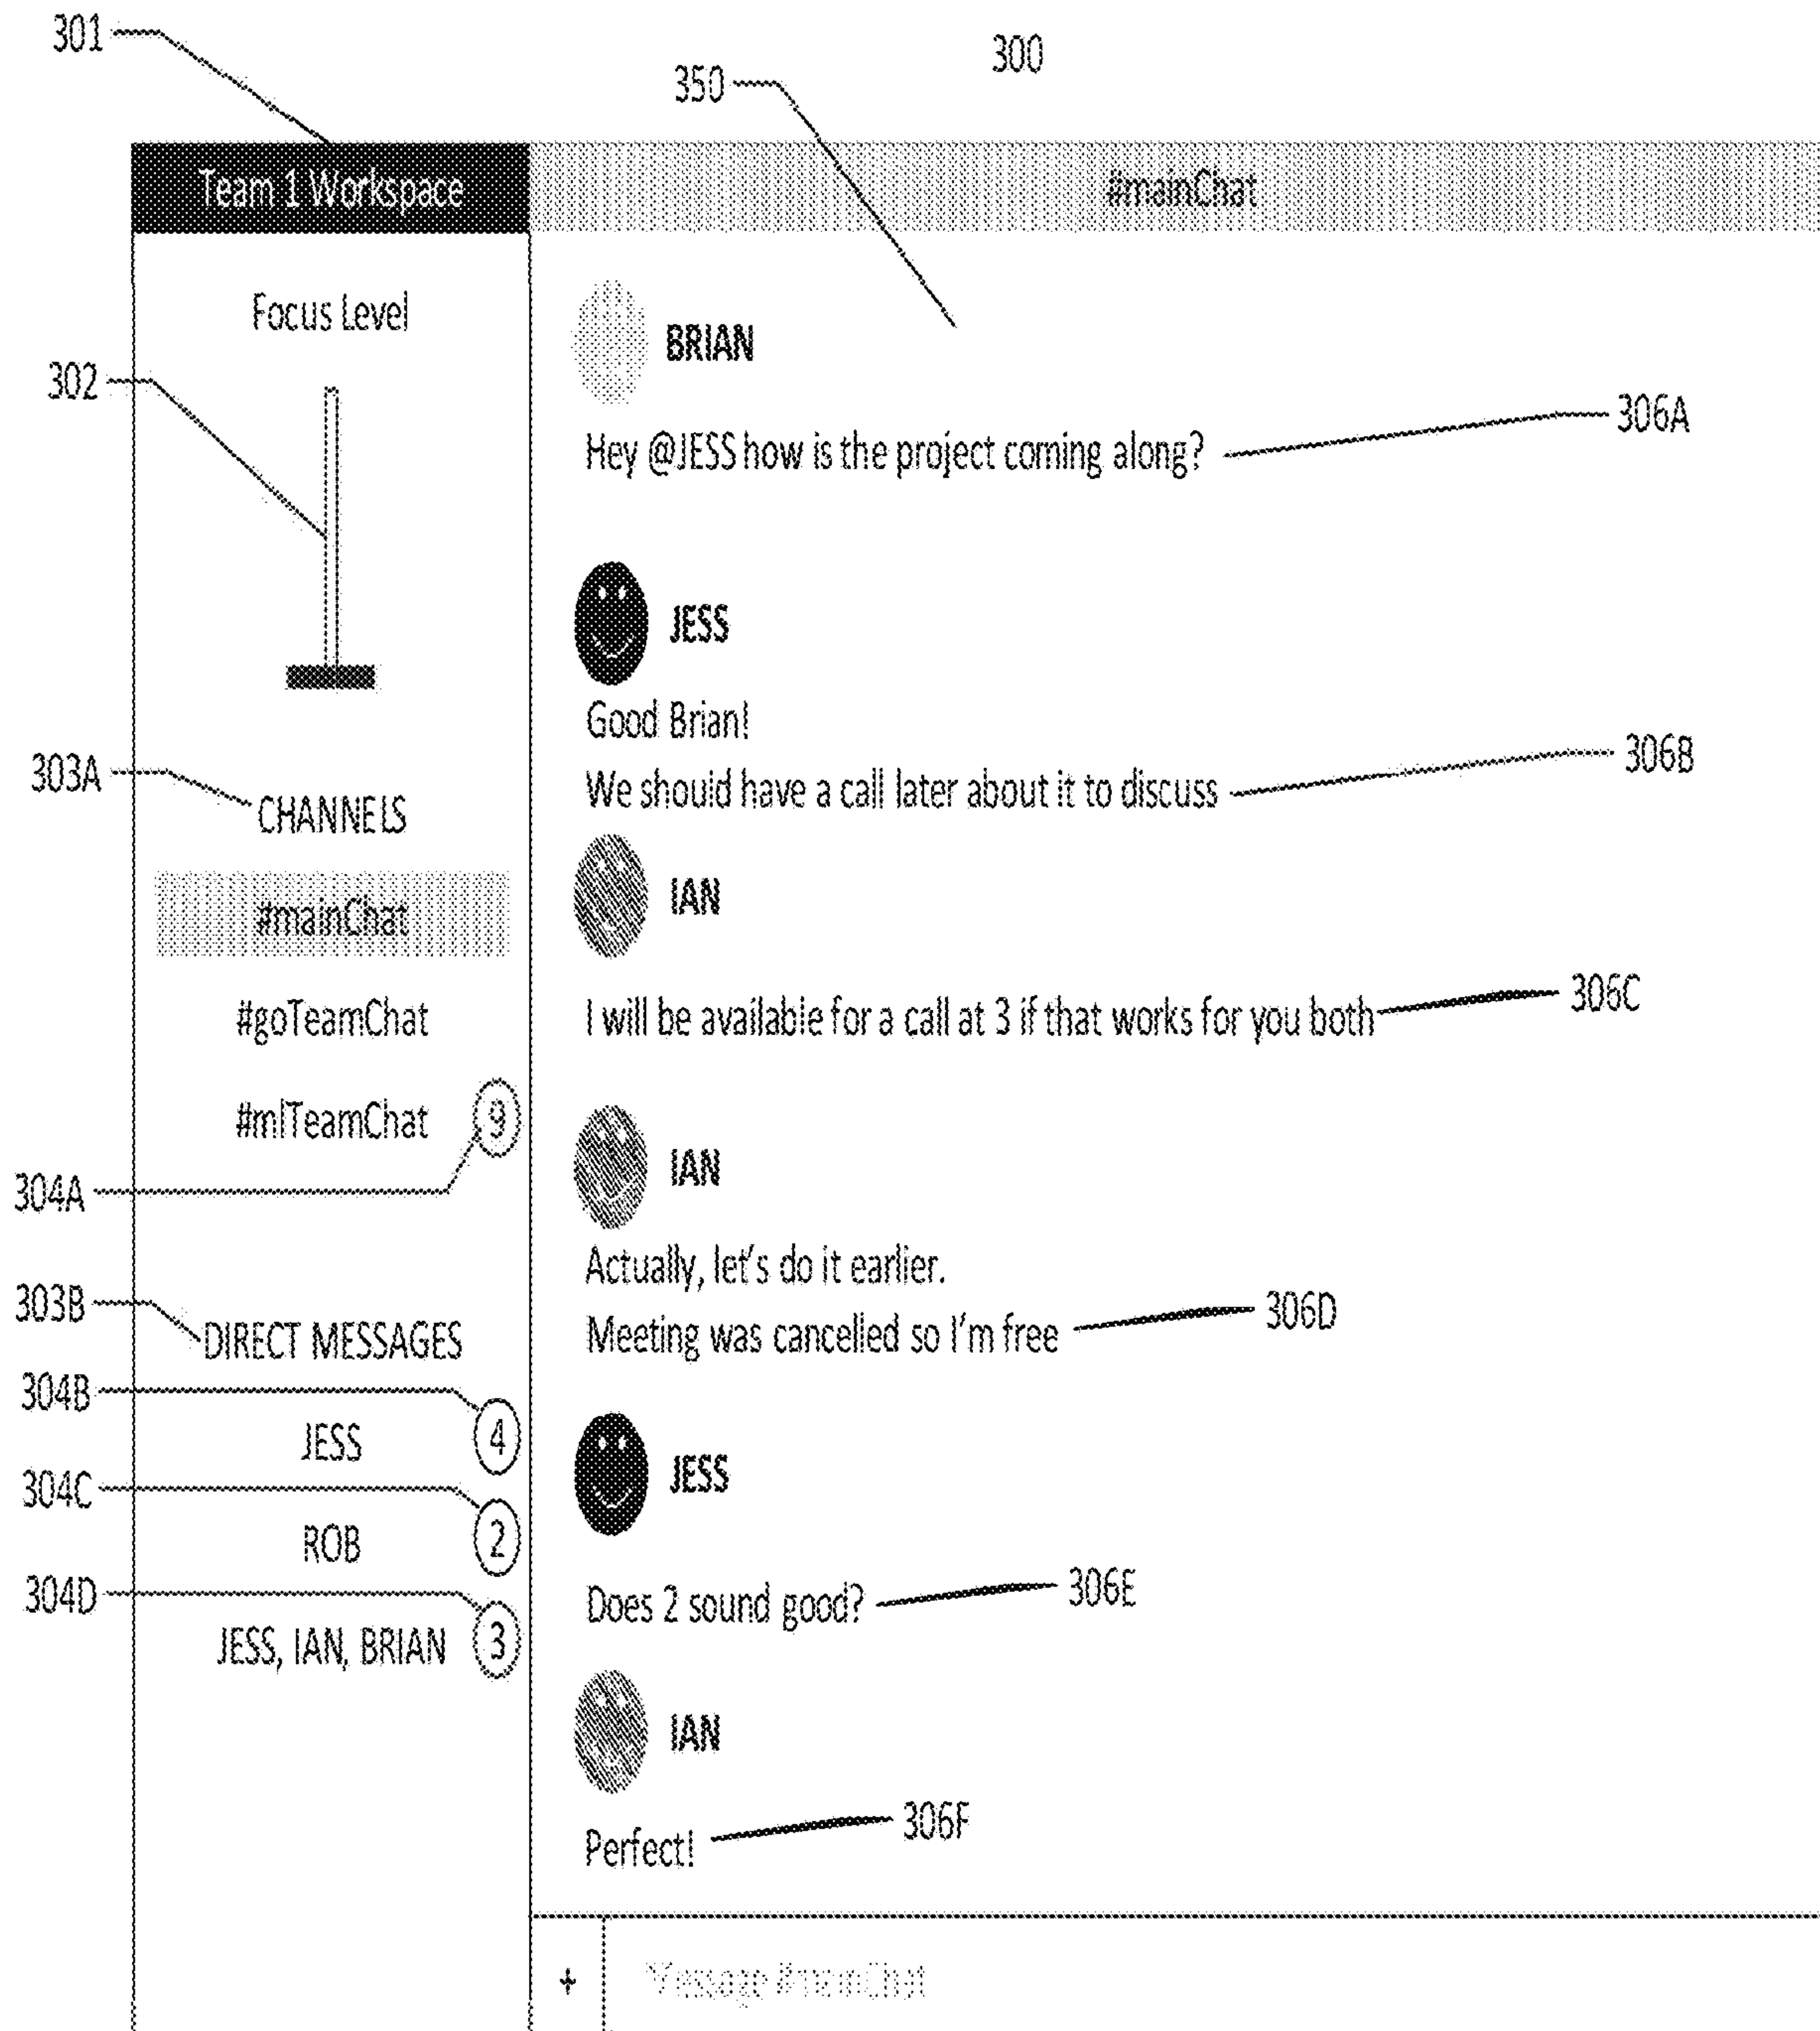 301
300
350
Team 1 Workspace
#mainChat
Focus Level
302
303A
CHANNELS
#mainChat
#goTeamChat
#mlTeamChat 9
304A
303B
DIRECT MESSAGES
304B
JESS 4
304C
ROB 2
304D
JESS, IAN, BRIAN 3
BRIAN
306A
Hey @JESS how is the project coming along?
JESS
Good Brian!
306B
We should have a call later about it to discuss
IAN
306C
I will be available for a call at 3 if that works for you both
IAN
Actually, let's do it earlier.
306D
Meeting was cancelled so I'm free
JESS
306E
Does 2 sound good?
IAN
306F
Perfect!
+ Message #mainChat